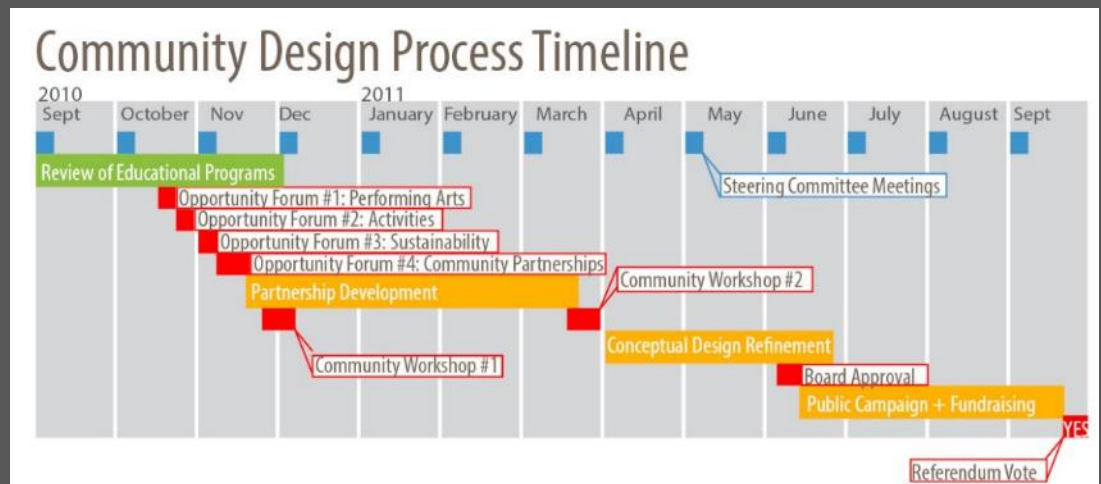 Community Design Process Timeline
2010 2011
Sept October Nov Dec January February March April May June July August Sept
Review of Educational Programs
Steering Committee Meetings
Opportunity Forum #1: Performing Arts
Opportunity Forum #2: Activities
Opportunity Forum #3: Sustainability
Opportunity Forum #4: Community Partnerships
Partnership Development
Community Workshop #2
Conceptual Design Refinement
Community Workshop #1
Board Approval
Public Campaign + Fundraising
YES
Referendum Vote